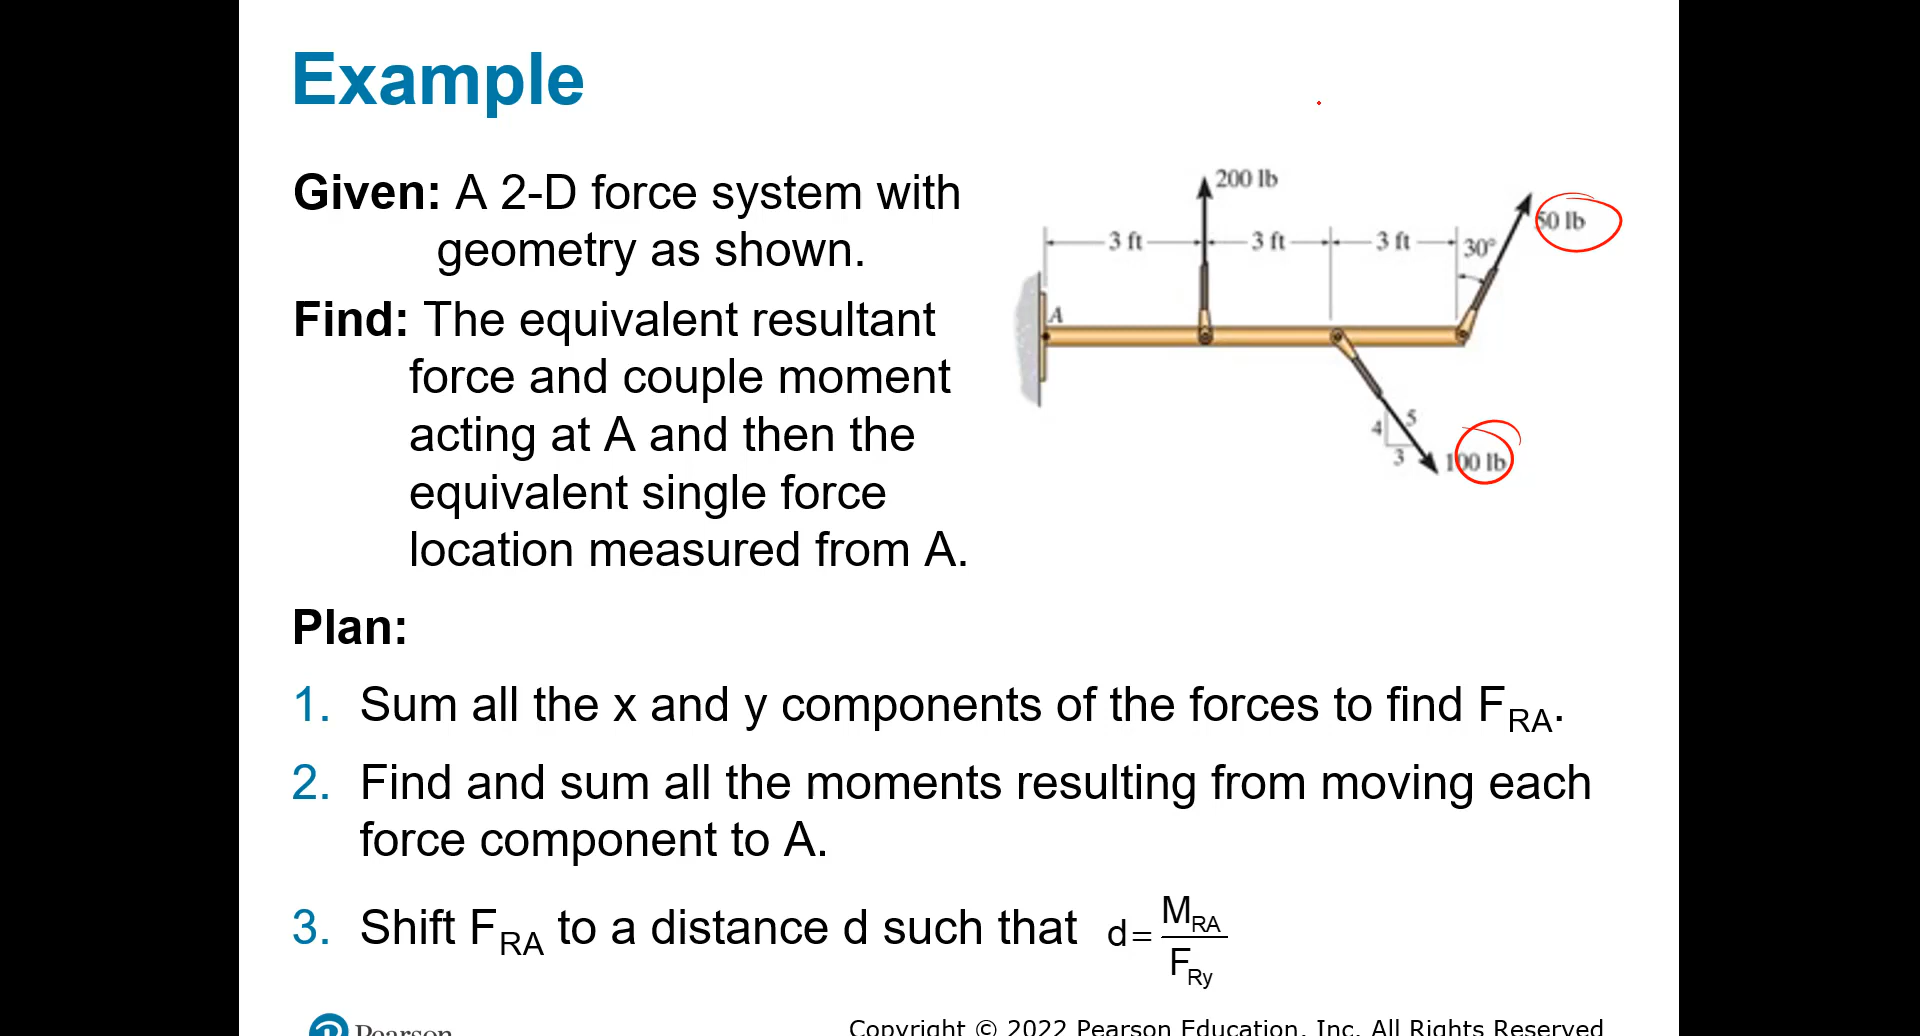 Example
Given: A 2-D force system with
geometry as shown.
Find: The equivalent resultant
force and couple moment
acting at A and then the
equivalent single force
location measured from A.
200 lb
50 lb
3 ft
3 ft
3 ft
30°
A
4
5
3
100 lb
Plan:
1. Sum all the x and y components of the forces to find F_RA.
2. Find and sum all the moments resulting from moving each
force component to A.
3. Shift F_RA to a distance d such that d = M_RA / F_Ry
Pearson
Copyright © 2022 Pearson Education, Inc. All Rights Reserved